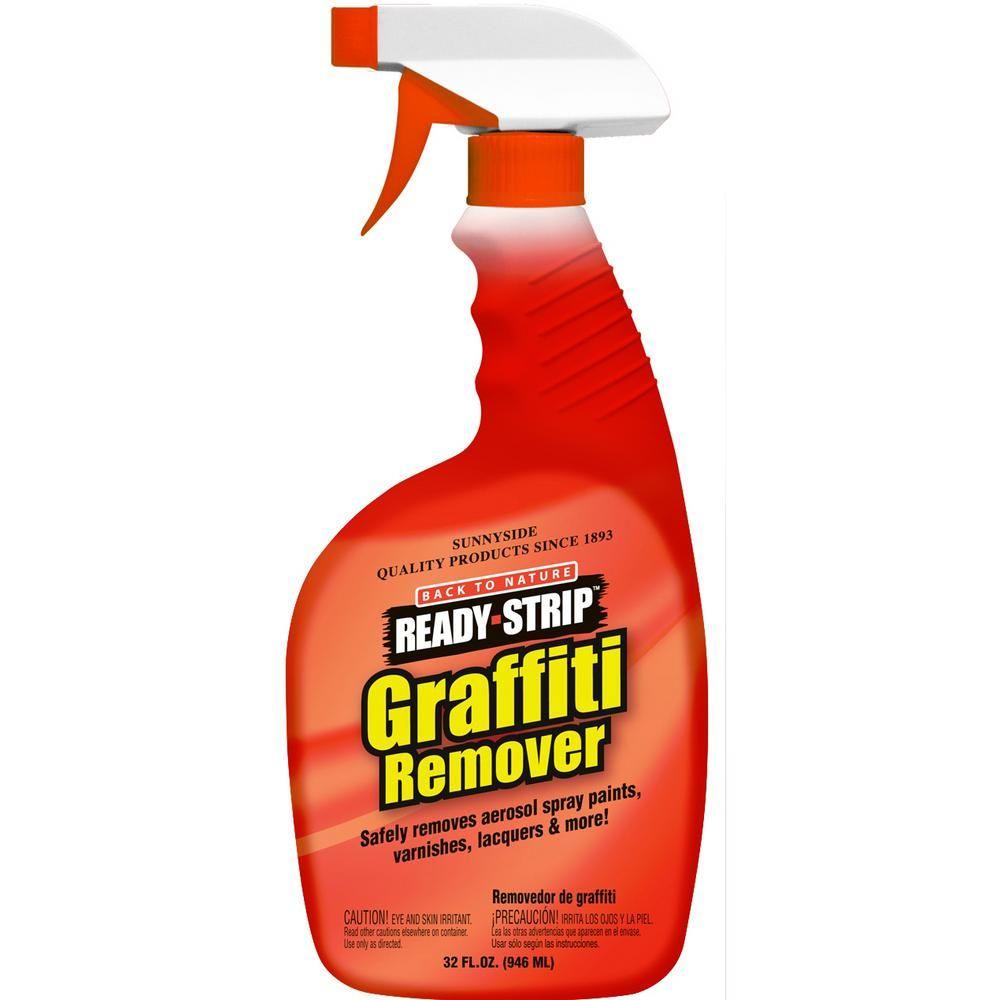 SUNNYSIDE
QUALITY PRODUCTS SINCE 1893
BACK TO NATURE
READY-STRIP™
Graffiti
Remover
Safely removes aerosol spray paints,
varnishes, lacquers & more!
CAUTION! EYE AND SKIN IRRITANT.
Read other cautions elsewhere on container.
Use only as directed.
Removedor de graffiti
¡PRECAUCIÓN! IRRITA LOS OJOS Y LA PIEL.
Lea las otras advertencias que aparecen en el envase.
Usar sólo según las instrucciones.
32 FL.OZ. (946 ML)